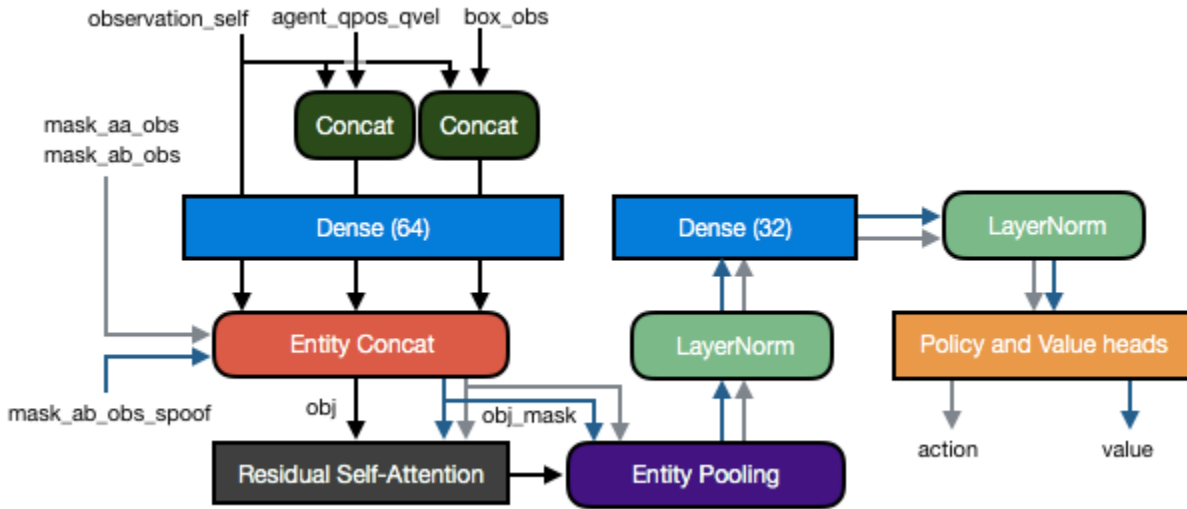 observation_self
agent_qpos_qvel
box_obs
Concat
Concat
mask_aa_obs
mask_ab_obs
Dense (64)
Dense (32)
LayerNorm
Entity Concat
LayerNorm
Policy and Value heads
mask_ab_obs_spoof
obj
obj_mask
action
value
Residual Self-Attention
Entity Pooling